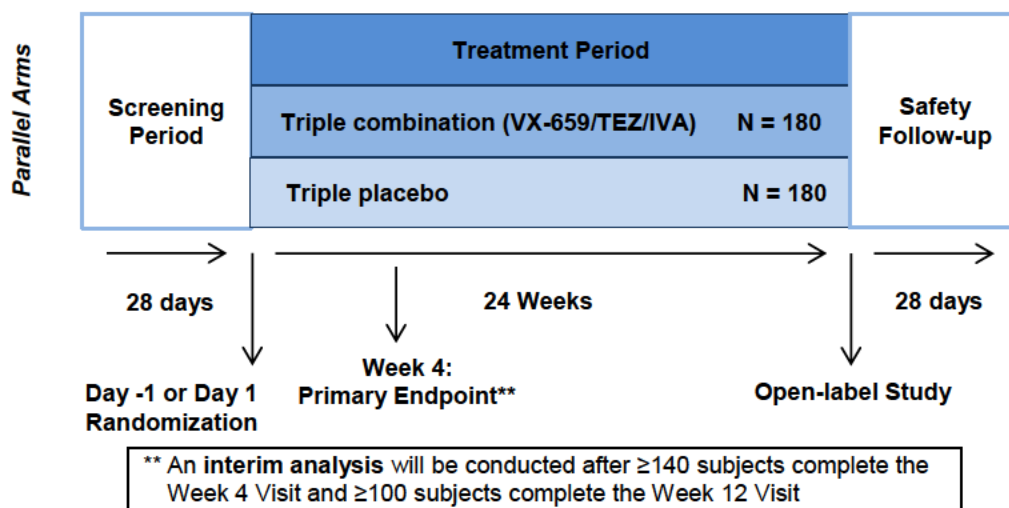 Parallel Arms
Screening
Period
Treatment Period
Triple combination (VX-659/TEZ/IVA) N = 180
Triple placebo N = 180
Safety
Follow-up
28 days
24 Weeks
28 days
Day -1 or Day 1
Randomization
Week 4:
Primary Endpoint**
Open-label Study
** An interim analysis will be conducted after ≥140 subjects complete the
Week 4 Visit and ≥100 subjects complete the Week 12 Visit